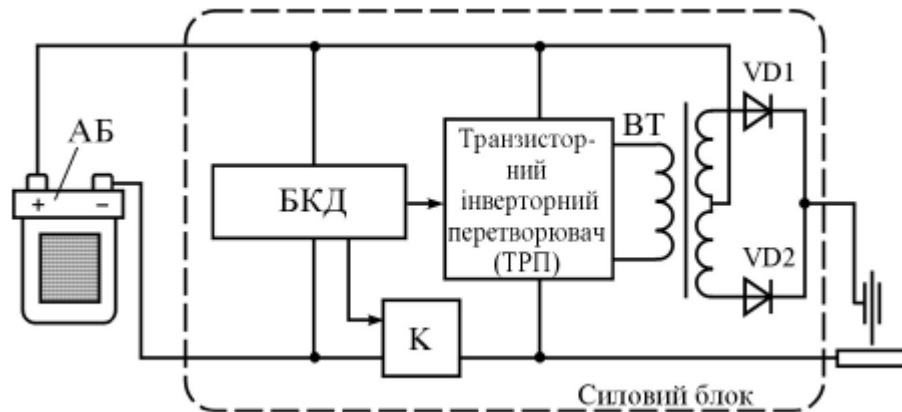 VD1
АБ
ВТ
Транзистор-
ний
інверторний
перетворювач
(ТРП)
+ −
БКД
VD2
К
Силовий блок